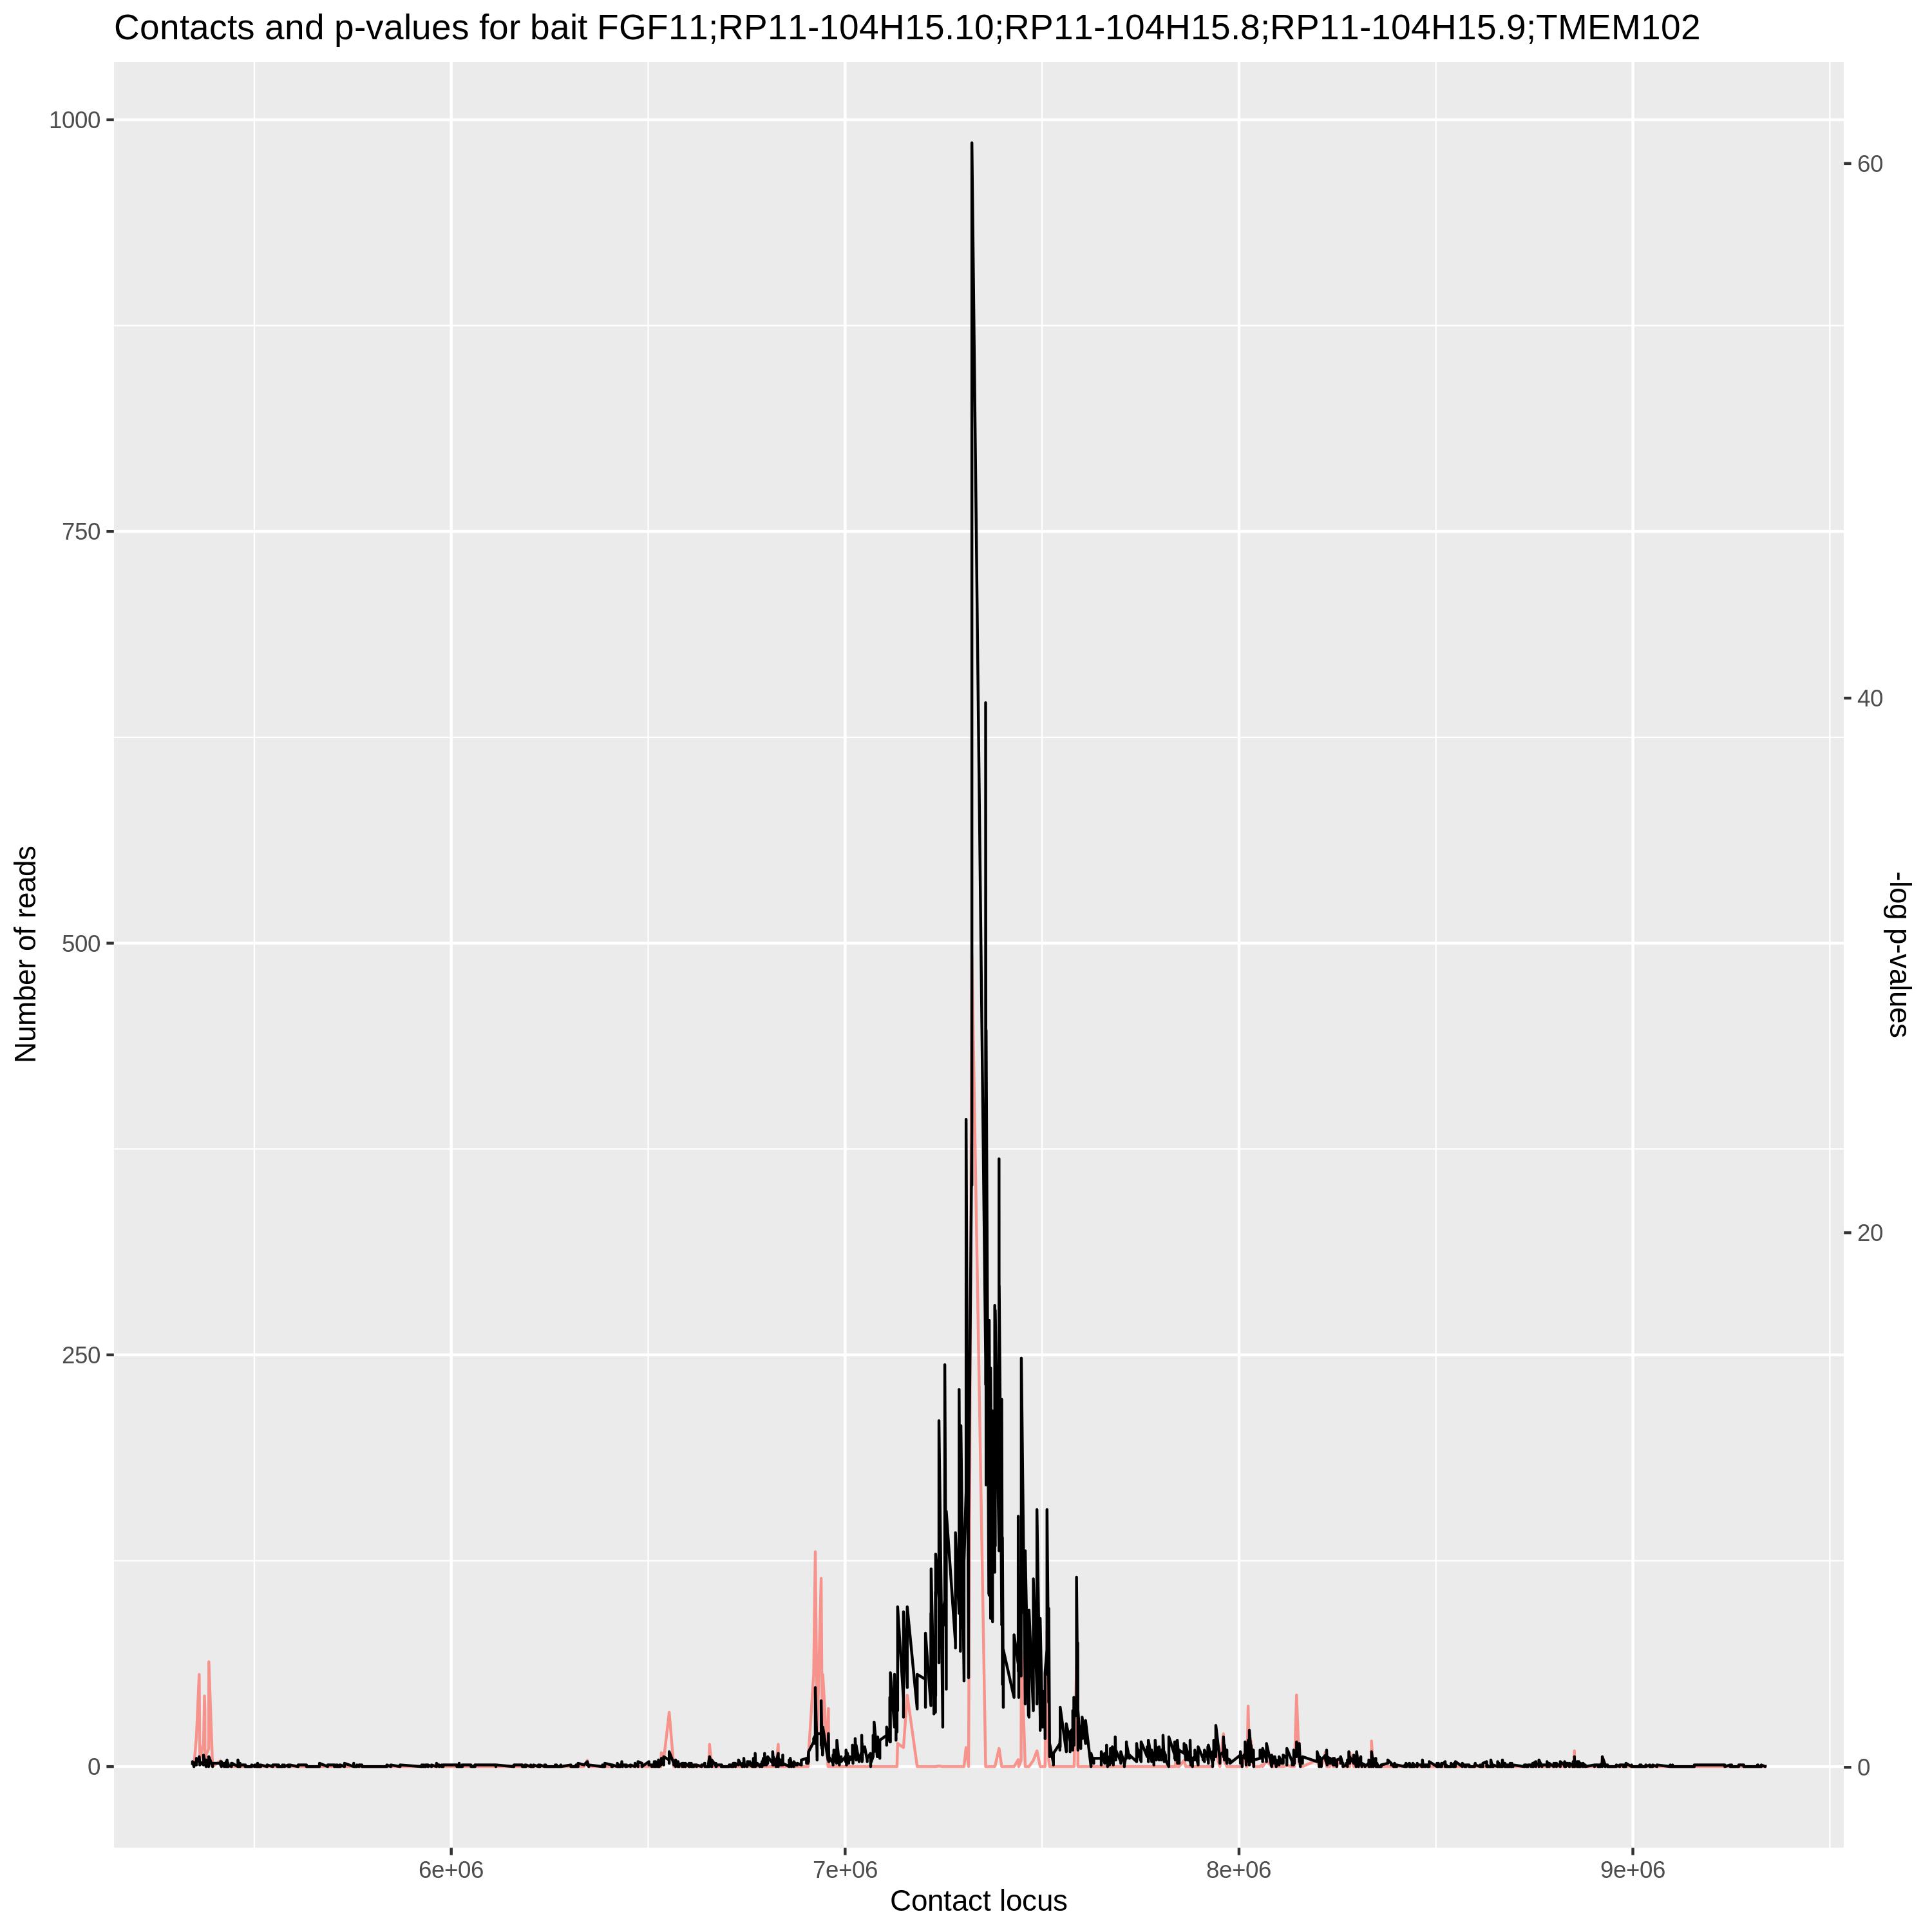 Contacts and p-values for bait FGF11;RP11-104H15.10;RP11-104H15.8;RP11-104H15.9;TMEM102
1000
750
500
250
0
Number of reads
60
40
20
0
-log p-values
6e+06
7e+06
8e+06
9e+06
Contact locus